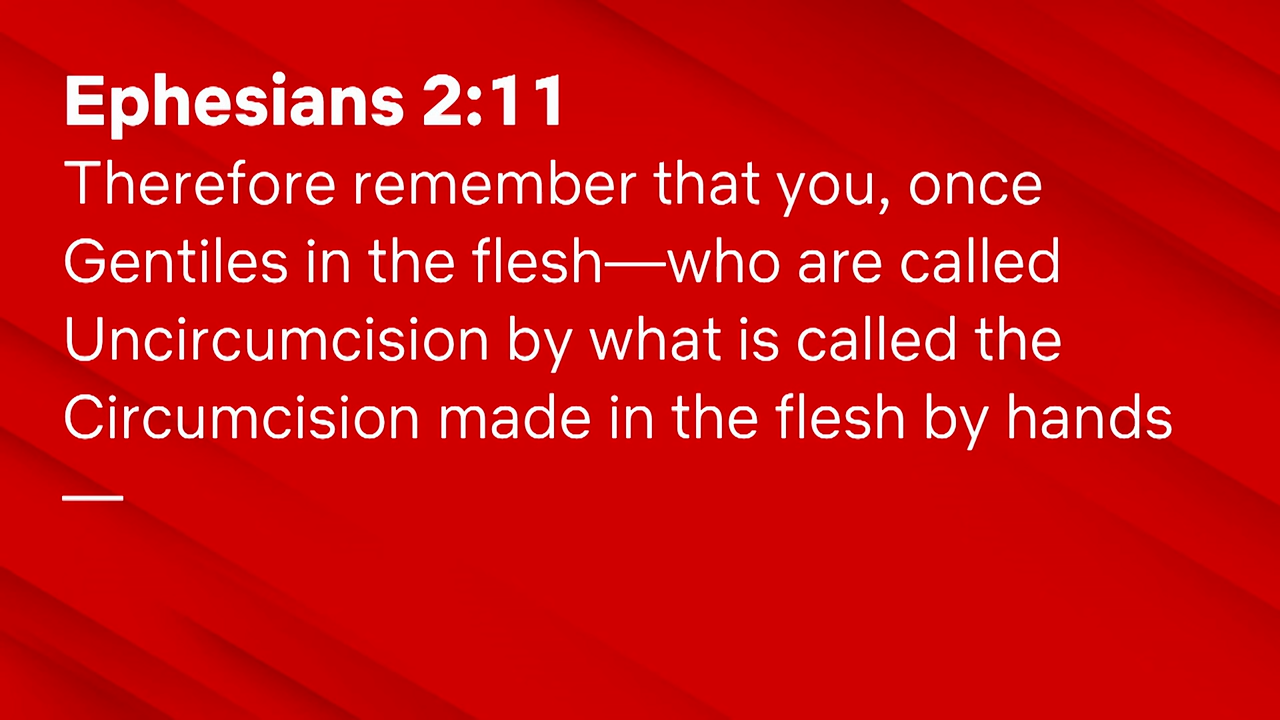 Ephesians 2:11
Therefore remember that you, once
Gentiles in the flesh—who are called
Uncircumcision by what is called the
Circumcision made in the flesh by hands
—